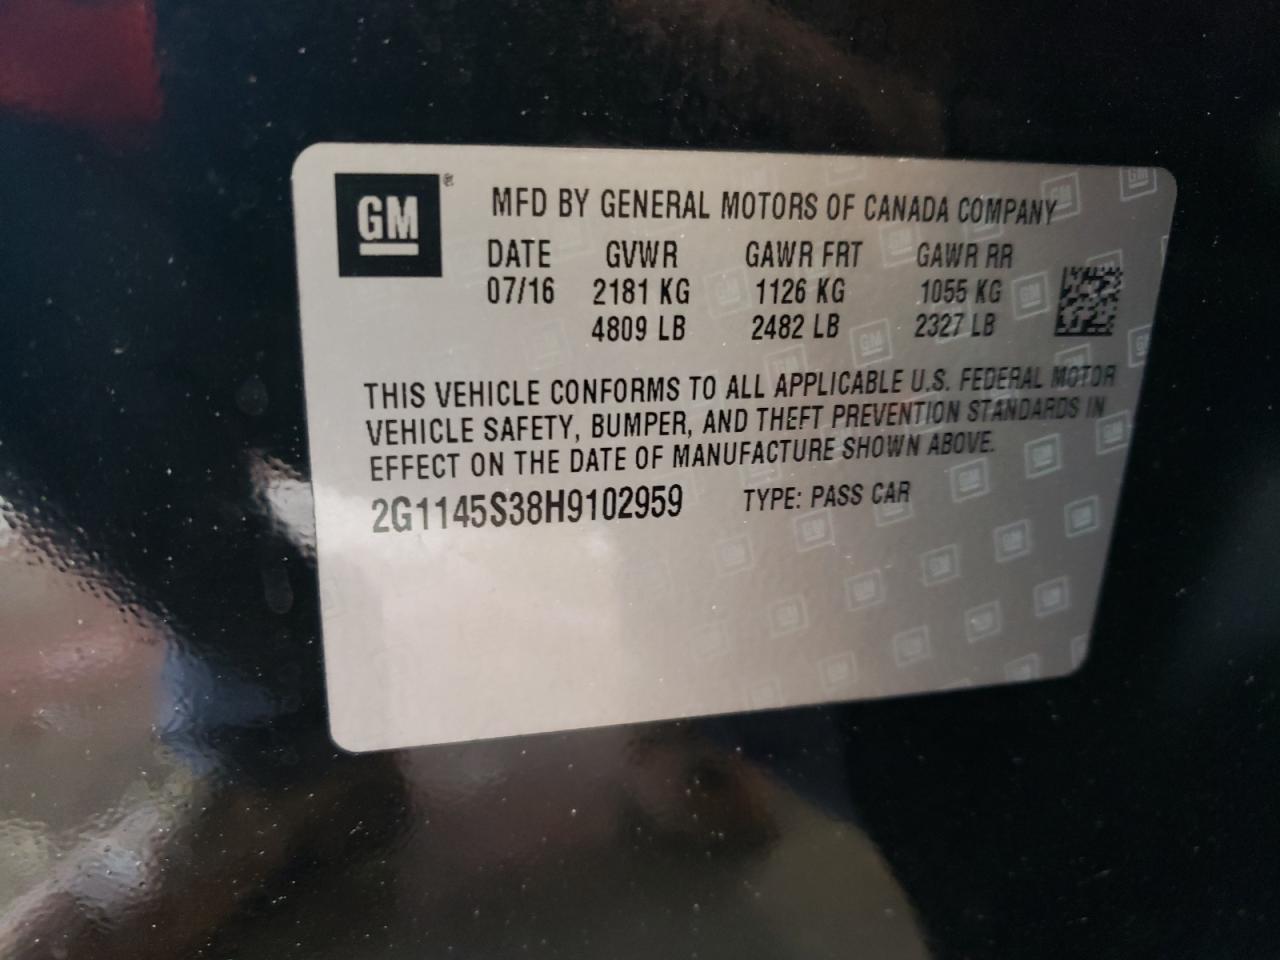 GM®
MFD BY GENERAL MOTORS OF CANADA COMPANY
DATE GVWR GAWR FRT GAWR RR
07/16 2181 KG 1126 KG 1055 KG
4809 LB 2482 LB 2327 LB
THIS VEHICLE CONFORMS TO ALL APPLICABLE U.S. FEDERAL MOTOR
VEHICLE SAFETY, BUMPER, AND THEFT PREVENTION STANDARDS IN
EFFECT ON THE DATE OF MANUFACTURE SHOWN ABOVE.
2G1145S38H9102959 TYPE: PASS CAR